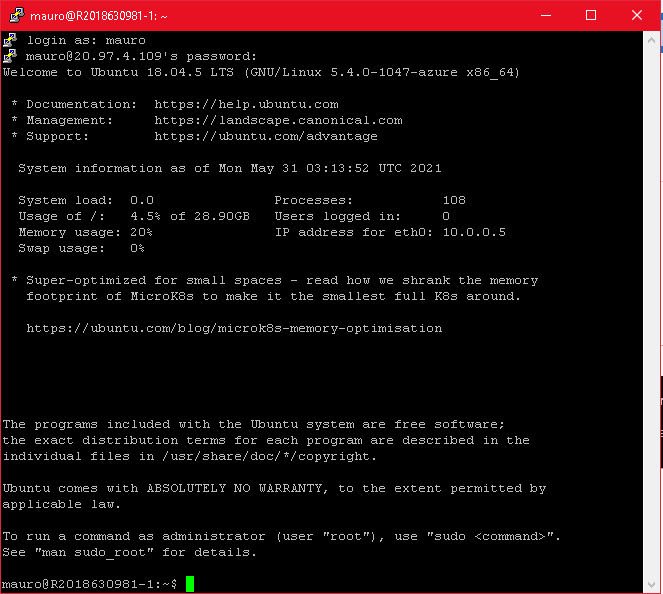 mauro@R2018630981-1: ~
login as: mauro
mauro@20.97.4.109's password:
Welcome to Ubuntu 18.04.5 LTS (GNU/Linux 5.4.0-1047-azure x86_64)
* Documentation:  https://help.ubuntu.com
* Management:     https://landscape.canonical.com
* Support:        https://ubuntu.com/advantage
System information as of Mon May 31 03:13:52 UTC 2021
System load:  0.0               Processes:           108
Usage of /:   4.5% of 28.90GB   Users logged in:     0
Memory usage: 20%               IP address for eth0: 10.0.0.5
Swap usage:   0%
* Super-optimized for small spaces - read how we shrank the memory
footprint of MicroK8s to make it the smallest full K8s around.
https://ubuntu.com/blog/microk8s-memory-optimisation
The programs included with the Ubuntu system are free software;
the exact distribution terms for each program are described in the
individual files in /usr/share/doc/*/copyright.
Ubuntu comes with ABSOLUTELY NO WARRANTY, to the extent permitted by
applicable law.
To run a command as administrator (user "root"), use "sudo <command>".
See "man sudo_root" for details.
mauro@R2018630981-1:~$